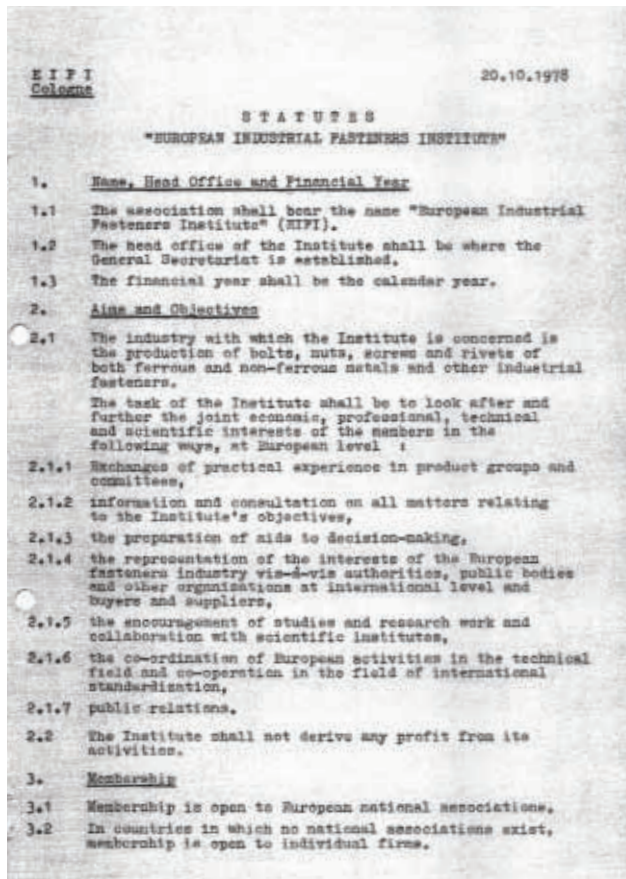 E I F I 20.10.1978
Cologne
S T A T U T E S
"EUROPEAN INDUSTRIAL FASTENERS INSTITUTE"
1. Name, Head Office and Financial Year
1.1 The association shall bear the name "European Industrial
Fasteners Institute" (EIFI).
1.2 The head office of the Institute shall be where the
General Secretariat is established.
1.3 The financial year shall be the calendar year.
2. Aims and Objectives
2.1 The industry with which the Institute is concerned is
the production of bolts, nuts, screws and rivets of
both ferrous and non-ferrous metals and other industrial
fasteners.
The task of the Institute shall be to look after and
further the joint economic, professional, technical
and scientific interests of the members in the
following ways, at European level :
2.1.1 Exchanges of practical experience in product groups and
committees,
2.1.2 information and consultation on all matters relating
to the Institute's objectives,
2.1.3 the preparation of aids to decision-making,
2.1.4 the representation of the interests of the European
fasteners industry vis-à-vis authorities, public bodies
and other organisations at international level and
buyers and suppliers,
2.1.5 the encouragement of studies and research work and
collaboration with scientific institutes,
2.1.6 the co-ordination of European activities in the technical
field and co-operation in the field of international
standardization,
2.1.7 public relations.
2.2 The Institute shall not derive any profit from its
activities.
3. Membership
3.1 Membership is open to European national associations.
3.2 In countries in which no national associations exist,
membership is open to individual firms.